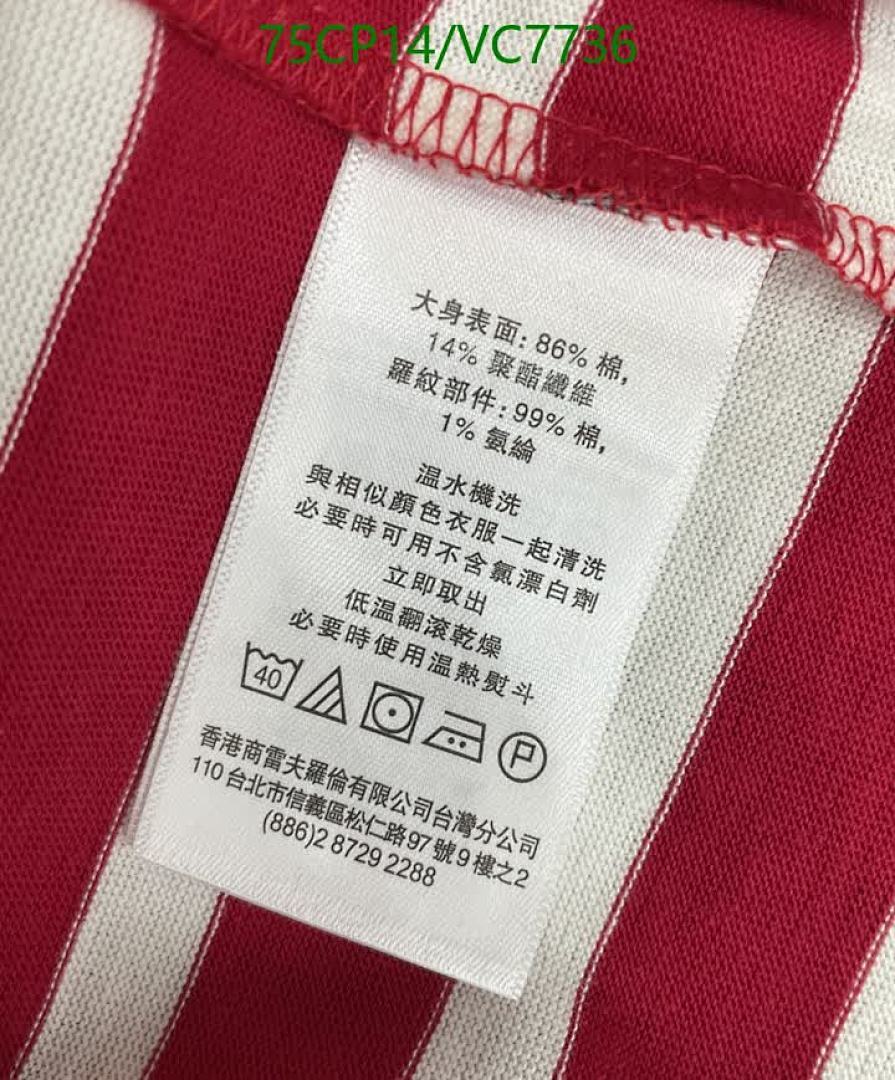 75CP14/VC7736
大身表面: 86% 棉,
14% 聚酯纖維
羅紋部件: 99% 棉,
1% 氨綸
溫水機洗
與相似顏色衣服一起清洗
必要時可用不含氯漂白劑
立即取出
低溫翻滾乾燥
必要時使用溫熱熨斗
40
P
香港商雷夫羅倫有限公司台灣分公司
110 台北市信義區松仁路97號9樓之2
(886)2 8729 2288